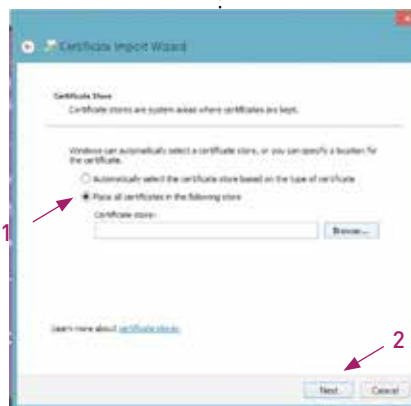 Certificate Import Wizard
Certificate Store
Certificate stores are system areas where certificates are kept.
Windows can automatically select a certificate store, or you can specify a location for
the certificate.
Automatically select the certificate store based on the type of certificate
1
Place all certificates in the following store
Certificate store:
Browse...
Learn more about certificate stores
2
Next
Cancel